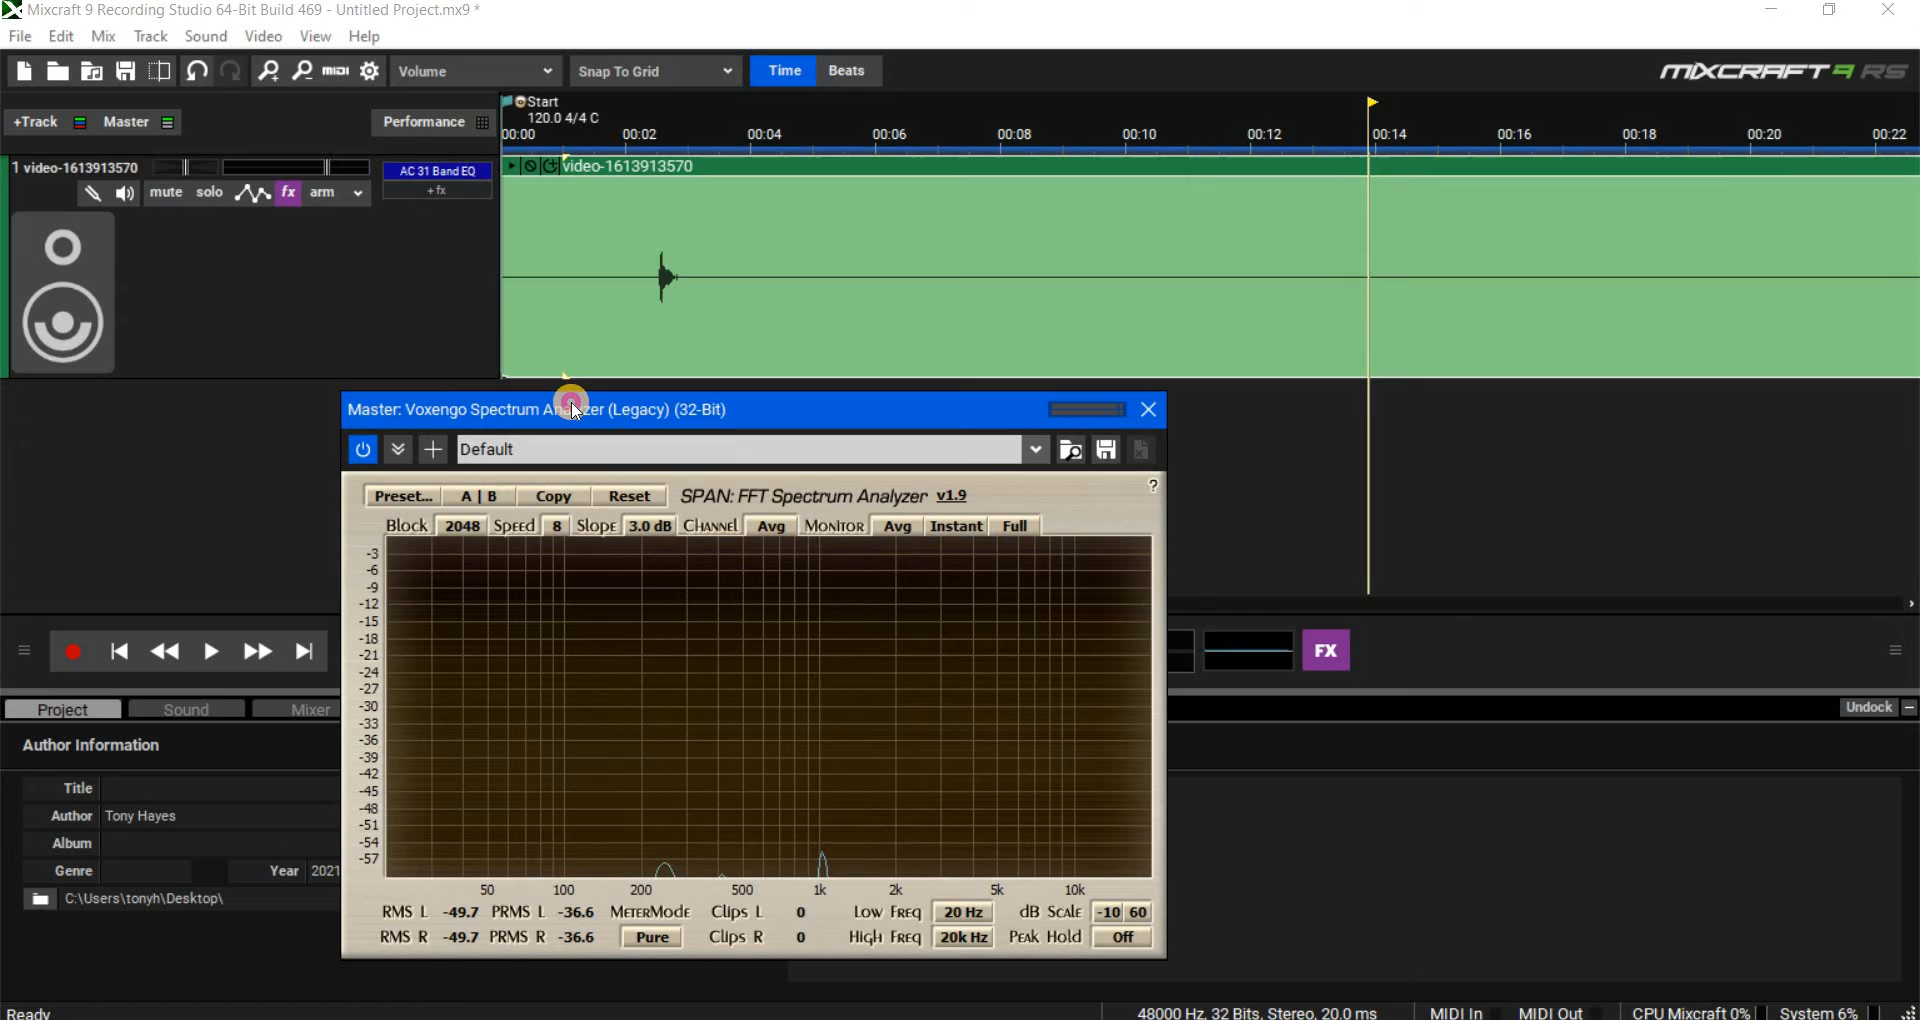 Mixcraft 9 Recording Studio 64-Bit Build 469 - Untitled Project.mx9 *
File Edit Mix Track Sound Video View Help
MIDI Volume Snap To Grid Time Beats MIXCRAFT 9 RS
+Track Master Performance
Start
120.0 4/4 C
00:00 00:02 00:04 00:06 00:08 00:10 00:12 00:14 00:16 00:18 00:20 00:22
1 video-1613913570 AC 31 Band EQ video-1613913570
mute solo fx arm +fx
Master: Voxengo Spectrum Analyzer (Legacy) (32-Bit)
Default
Preset... A | B Copy Reset SPAN: FFT Spectrum Analyzer v1.9 ?
Block 2048 Speed 8 Slope 3.0 dB Channel Avg Monitor Avg Instant Full
-3
-6
-9
-12
-15
-18
-21
-24
-27
-30
-33
-36
-39
-42
-45
-48
-51
-54
-57
50 100 200 500 1k 2k 5k 10k
RMS L -49.7 PRMS L -36.6 MeterMode Clips L 0 Low Freq 20 Hz dB Scale -10 60
RMS R -49.7 PRMS R -36.6 Pure Clips R 0 High Freq 20k Hz Peak Hold Off
FX
Project Sound Mixer Undock
Author Information
Title
Author Tony Hayes
Album
Genre Year 2021
C:\Users\tonyh\Desktop\
Ready 48000 Hz, 32 Bits, Stereo, 20.0 ms MIDI In MIDI Out CPU Mixcraft 0% System 6%